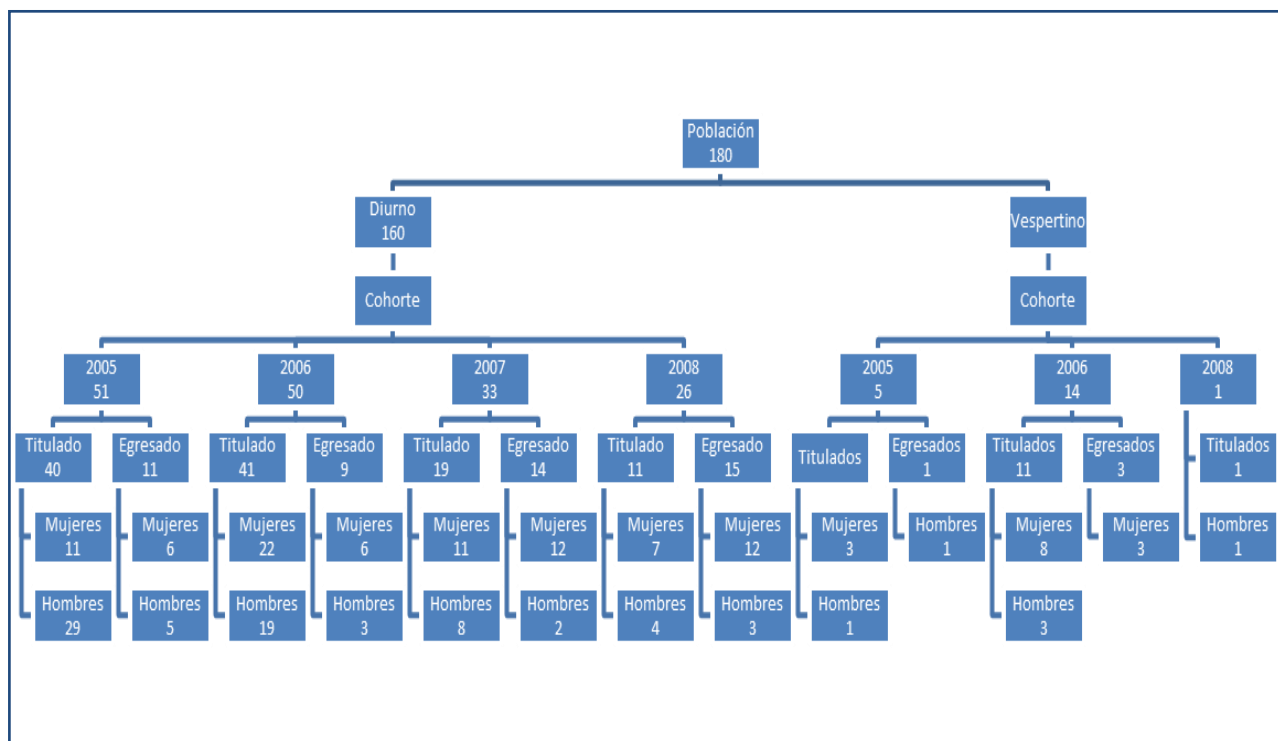 Población
180
Diurno
160
Vespertino
Cohorte
Cohorte
2005
51
2006
50
2007
33
2008
26
2005
5
2006
14
2008
1
Titulado
40
Egresado
11
Titulado
41
Egresado
9
Titulado
19
Egresado
14
Titulado
11
Egresado
15
Titulados
Egresados
1
Titulados
11
Egresados
3
Titulados
1
Mujeres
11
Mujeres
6
Mujeres
22
Mujeres
6
Mujeres
11
Mujeres
12
Mujeres
7
Mujeres
12
Mujeres
3
Hombres
1
Mujeres
8
Mujeres
3
Hombres
1
Hombres
29
Hombres
5
Hombres
19
Hombres
3
Hombres
8
Hombres
2
Hombres
4
Hombres
3
Hombres
1
Hombres
3